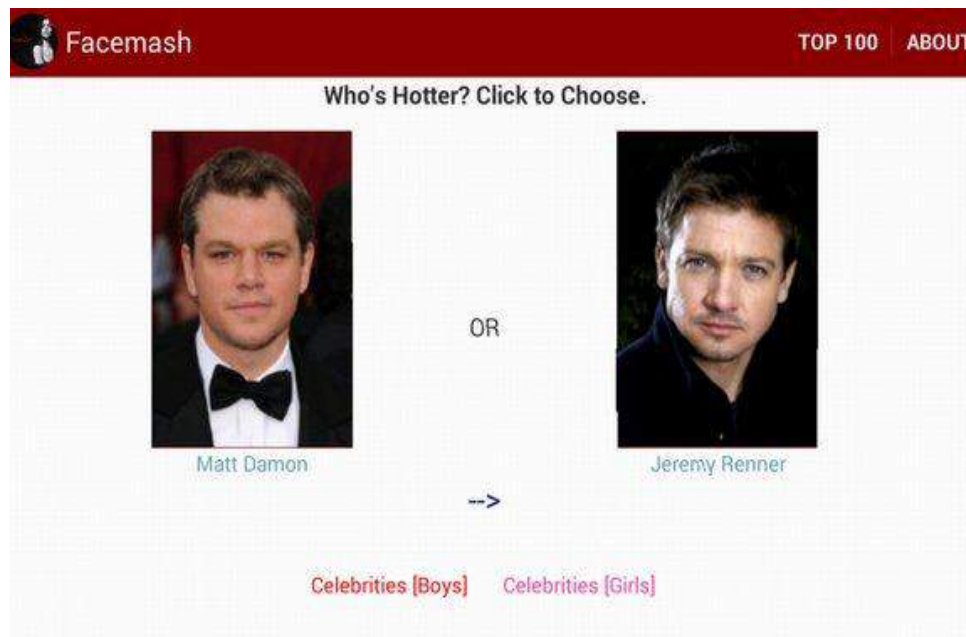 Facemash
TOP 100 ABOUT
Who's Hotter? Click to Choose.
OR
Matt Damon
Jeremy Renner
-->
Celebrities [Boys] Celebrities [Girls]